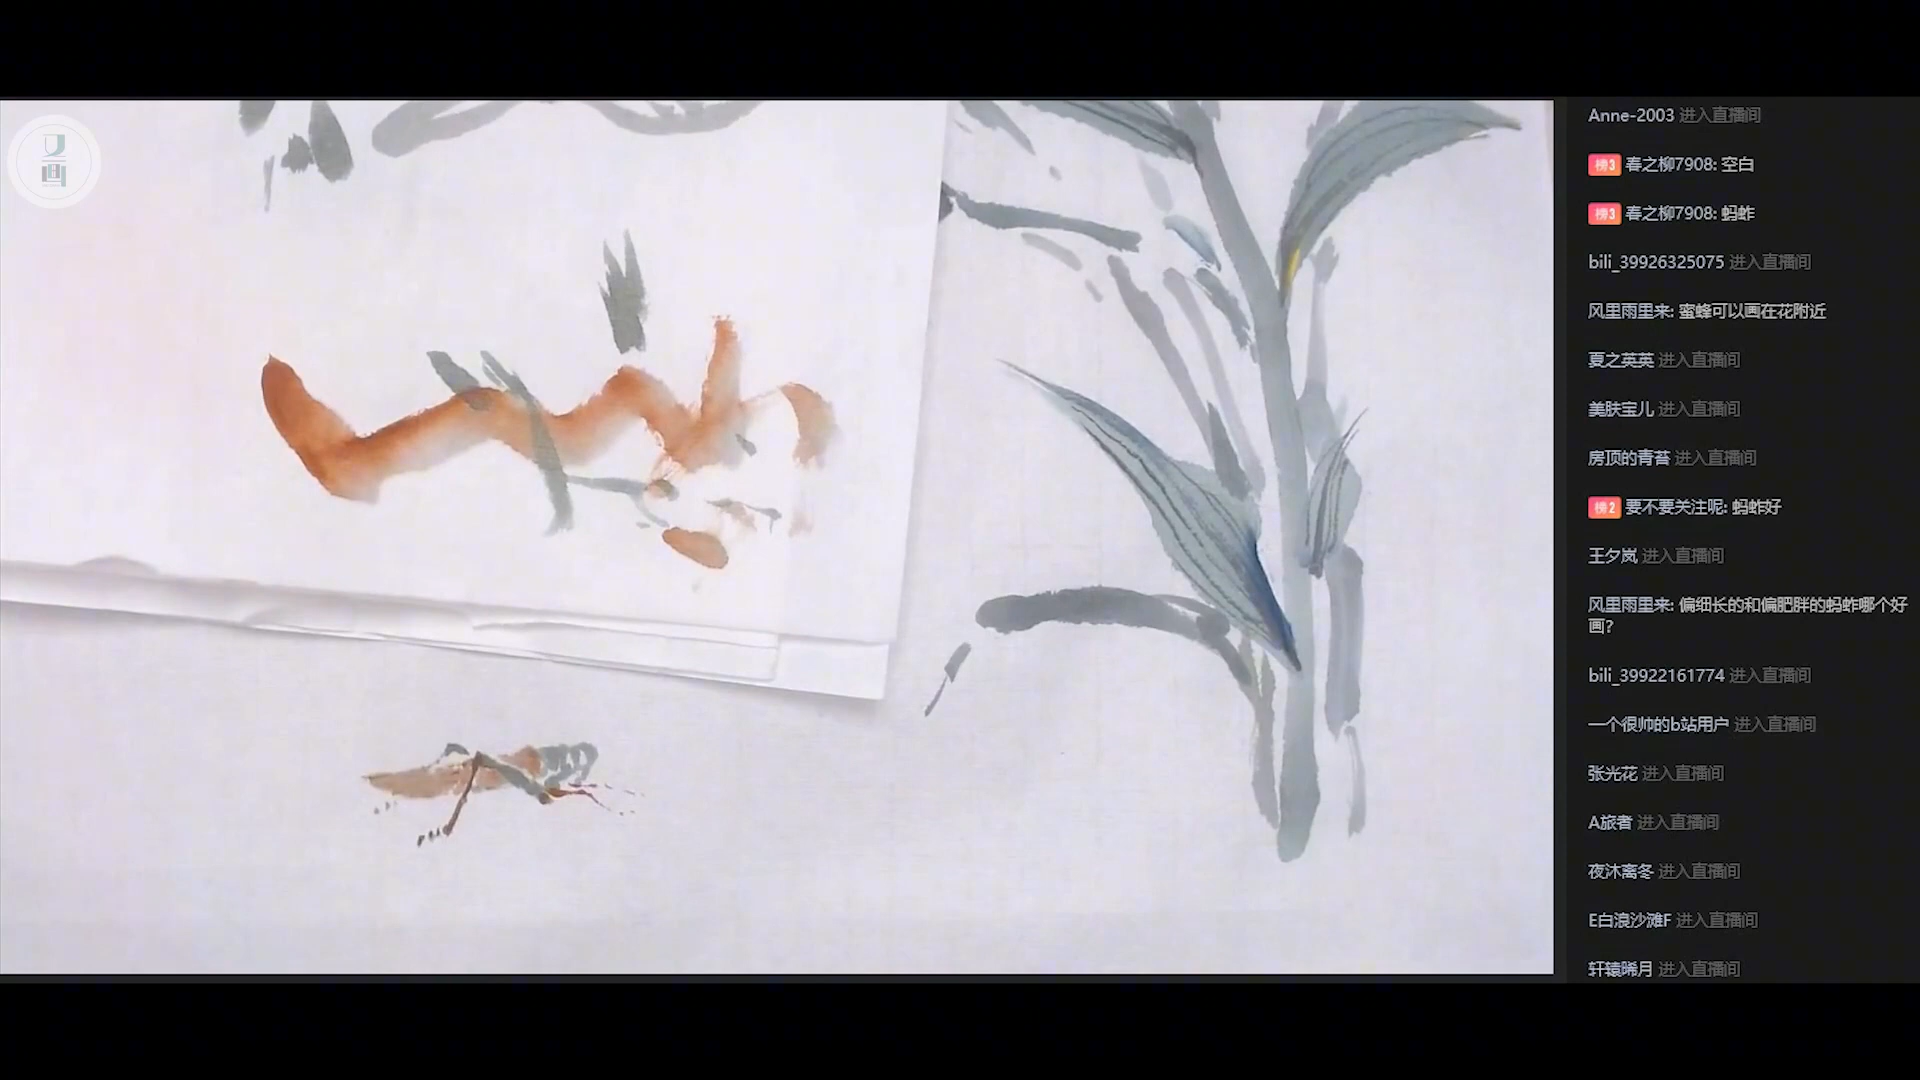 Anne-2003 进入直播间
榜3 春之柳7908: 空白
榜3 春之柳7908: 蚂蚱
bili_39926325075 进入直播间
风里雨里来: 蜜蜂可以画在花附近
夏之英英 进入直播间
美肤宝儿 进入直播间
房顶的青苔 进入直播间
榜2 要不要关注呢: 蚂蚱好
王夕岚 进入直播间
风里雨里来: 偏细长的和偏肥胖的蚂蚱哪个好
画?
bili_39922161774 进入直播间
一个很帅的b站用户 进入直播间
张光花 进入直播间
A旅者 进入直播间
夜沐离冬 进入直播间
E白浪沙滩F 进入直播间
轩辕晞月 进入直播间